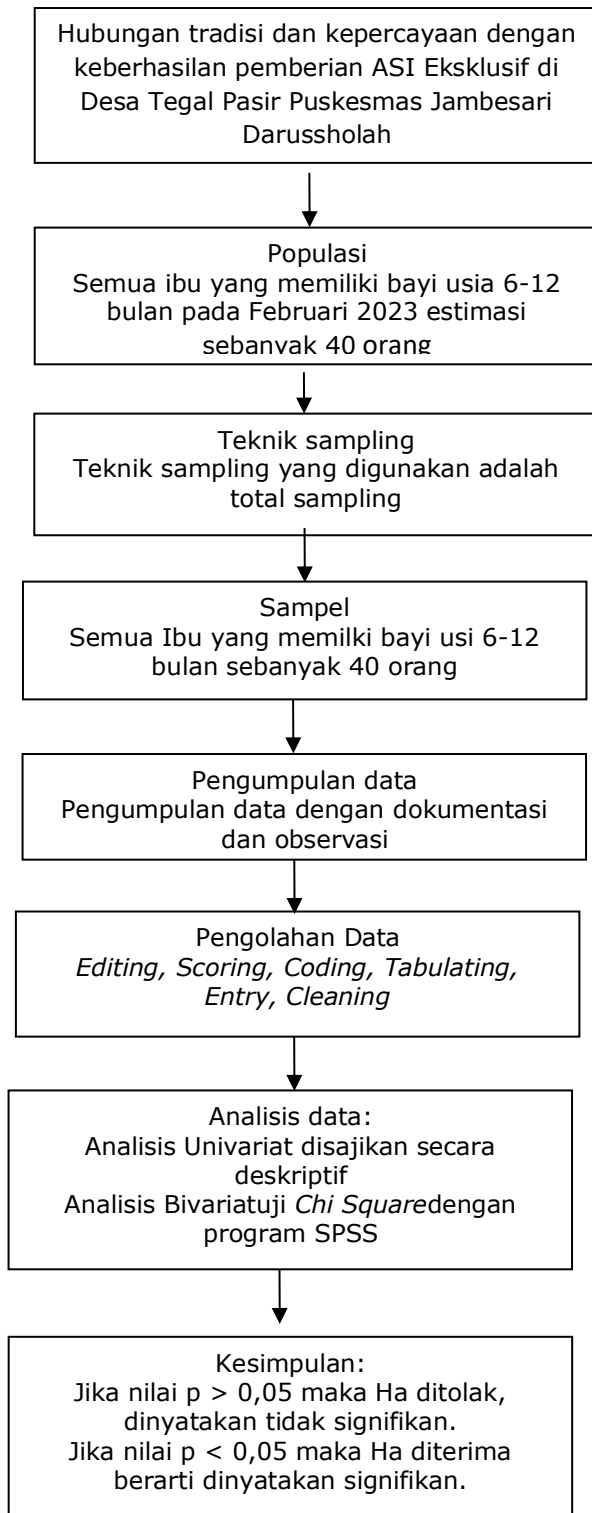 Hubungan tradisi dan kepercayaan dengan
keberhasilan pemberian ASI Eksklusif di
Desa Tegal Pasir Puskesmas Jambesari
Darussholah
Populasi
Semua ibu yang memiliki bayi usia 6-12
bulan pada Februari 2023 estimasi
sebanyak 40 orang
Teknik sampling
Teknik sampling yang digunakan adalah
total sampling
Sampel
Semua Ibu yang memilki bayi usi 6-12
bulan sebanyak 40 orang
Pengumpulan data
Pengumpulan data dengan dokumentasi
dan observasi
Pengolahan Data
Editing, Scoring, Coding, Tabulating,
Entry, Cleaning
Analisis data:
Analisis Univariat disajikan secara
deskriptif
Analisis Bivariatuji Chi Squaredengan
program SPSS
Kesimpulan:
Jika nilai p > 0,05 maka Ha ditolak,
dinyatakan tidak signifikan.
Jika nilai p < 0,05 maka Ha diterima
berarti dinyatakan signifikan.